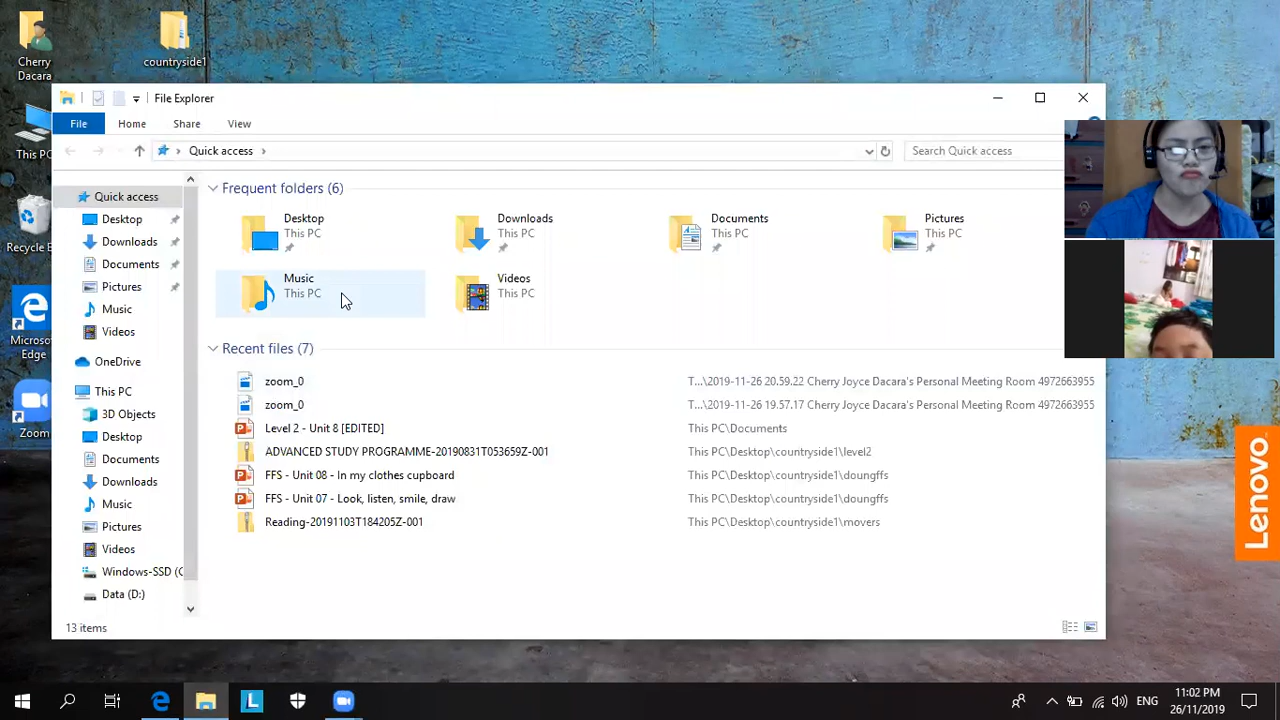 Cherry
Dacara
countryside1
File Explorer
File Home Share View
This PC
Quick access
Search Quick access
Quick access
Desktop
Downloads
Documents
Pictures
Music
Videos
OneDrive
This PC
3D Objects
Desktop
Documents
Downloads
Music
Pictures
Videos
Windows-SSD (C
Data (D:)
Frequent folders (6)
Desktop
This PC
Downloads
This PC
Documents
This PC
Pictures
This PC
Music
This PC
Videos
This PC
Recent files (7)
zoom_0 T...\2019-11-26 20.59.22 Cherry Joyce Dacara's Personal Meeting Room 4972663955
zoom_0 T...\2019-11-26 19.57.17 Cherry Joyce Dacara's Personal Meeting Room 4972663955
Level 2 - Unit 8 [EDITED] This PC\Documents
ADVANCED STUDY PROGRAMME-20190831T053659Z-001 This PC\Desktop\countryside1\level2
FFS - Unit 08 - In my clothes cupboard This PC\Desktop\countryside1\doungffs
FFS - Unit 07 - Look, listen, smile, draw This PC\Desktop\countryside1\doungffs
Reading-20191103T184205Z-001 This PC\Desktop\countryside1\movers
13 items
Recycle B
Microso
Edge
Zoom
Lenovo
L
ENG
11:02 PM
26/11/2019